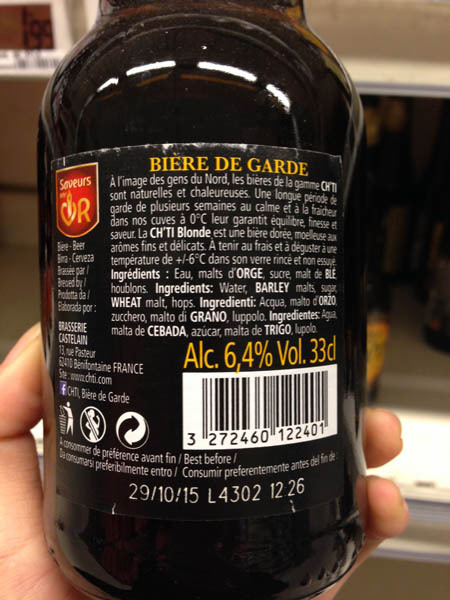 BIÈRE DE GARDE
À l'image des gens du Nord, les bières de la gamme CH'TI
sont naturelles et chaleureuses. Une longue période de
garde de plusieurs semaines au calme et à la fraîcheur
dans nos cuves à 0°C leur garantit équilibre, finesse et
saveur. La CH'TI Blonde est une bière dorée, moelleuse aux
arômes fins et délicats. À tenir au frais et à déguster à une
température de +/-6°C dans son verre rincé et non essuyé.
Ingrédients : Eau, malts d'ORGE, sucre, malt de BLÉ,
houblons. Ingredients: Water, BARLEY malts, sugar,
WHEAT malt, hops. Ingredienti: Acqua, malto d'ORZO,
zucchero, malto di GRANO, luppolo. Ingredientes: Agua,
malta de CEBADA, azúcar, malta de TRIGO, lupolo.
Saveurs
OR
Bière - Beer
Birra - Cerveza
Brassée par /
Brewed by /
Prodotta da /
Elaborada por :
BRASSERIE
CASTELAIN
13, rue Pasteur
62410 Bénifontaine FRANCE
Site : www.chti.com
f CHTI, Bière de Garde
Alc. 6,4% Vol. 33cl
3 272460 122401
A consommer de préférence avant fin / Best before /
Da consumarsi preferibilmente entro / Consumir preferentemente antes del fin de :
29/10/15 L4302 12 26